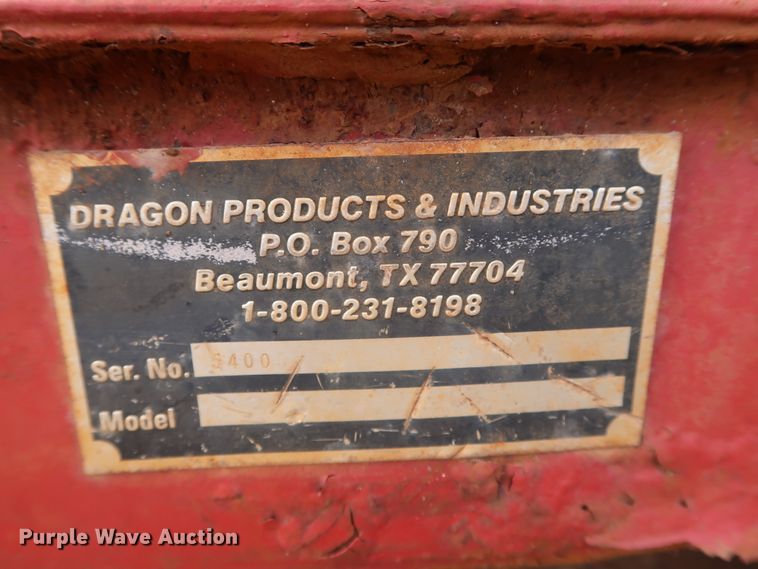 DRAGON PRODUCTS & INDUSTRIES
P.O. Box 790
Beaumont, TX 77704
1-800-231-8198
Ser. No.
Model
Purple Wave Auction